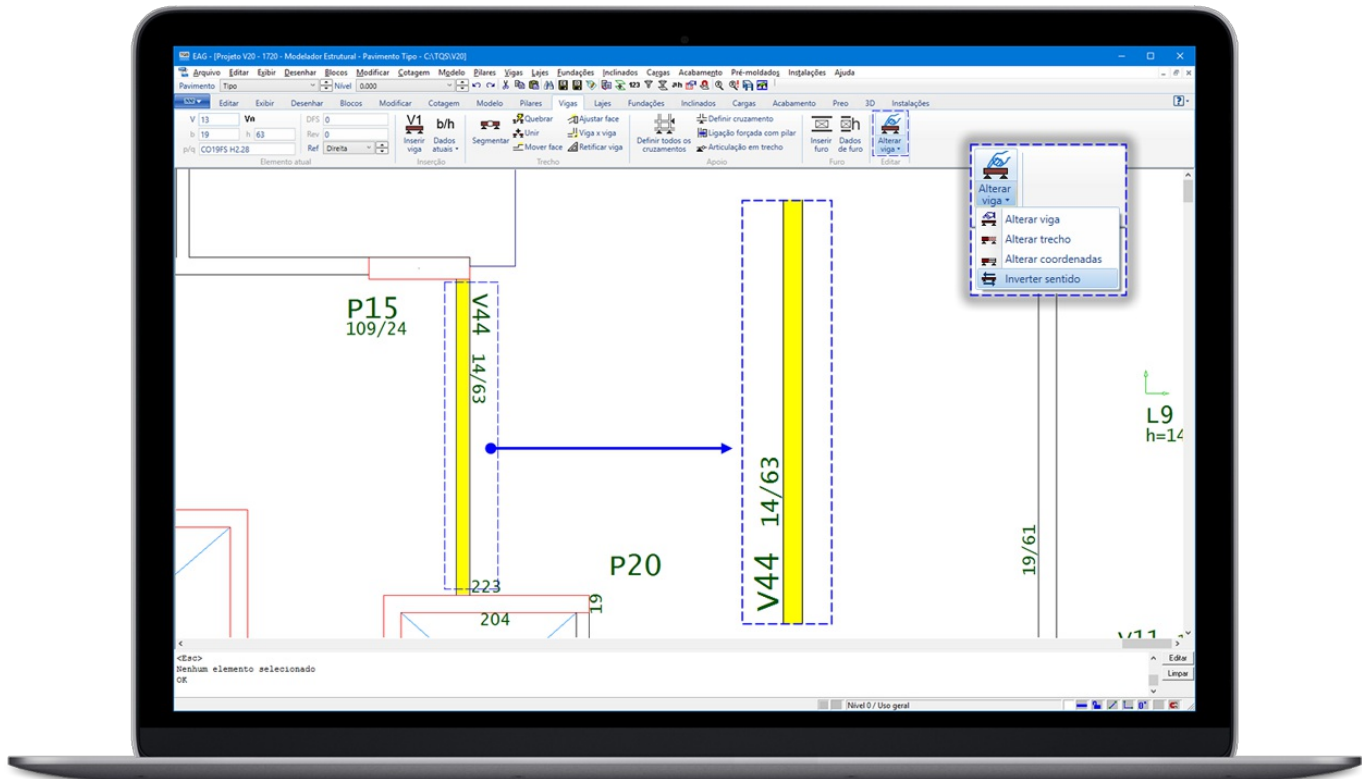 EAG - [Projeto V20 - 1720 - Modelador Estrutural - Pavimento Tipo - C:\TQS\V20]
Arquivo Editar Exibir Desenhar Blocos Modificar Cotagem Modelo Pilares Vigas Lajes Fundações Inclinados Cargas Acabamento Pré-moldados Instalações Ajuda
Pavimento Tipo Nível 0.000 123
Editar Exibir Desenhar Blocos Modificar Cotagem Modelo Pilares Vigas Lajes Fundações Inclinados Cargas Acabamento Preo 3D Instalações
V 13 Vn DFS 0
b 19 h 63 Rev 0
p/q CO19FS H2.28 Ref Direita
Elemento atual
V1 b/h
Inserir viga Dados atuais
Inserção
Segmentar
Quebrar Ajustar face
Unir Viga x viga
Mover face Retificar viga
Trecho
Definir todos os cruzamentos
Definir cruzamento
Ligação forçada com pilar
Articulação em trecho
Apoio
Inserir furo Dados de furo
Furo
Alterar viga
Editar
Alterar
viga
Alterar viga
Alterar trecho
Alterar coordenadas
Inverter sentido
P15
109/24
V44 14/63
V44 14/63
P20
223
204
19
19/61
L9
h=14
V11
<Esc>
Nenhum elemento selecionado
OK
Editar
Limpar
Nível 0 / Uso geral